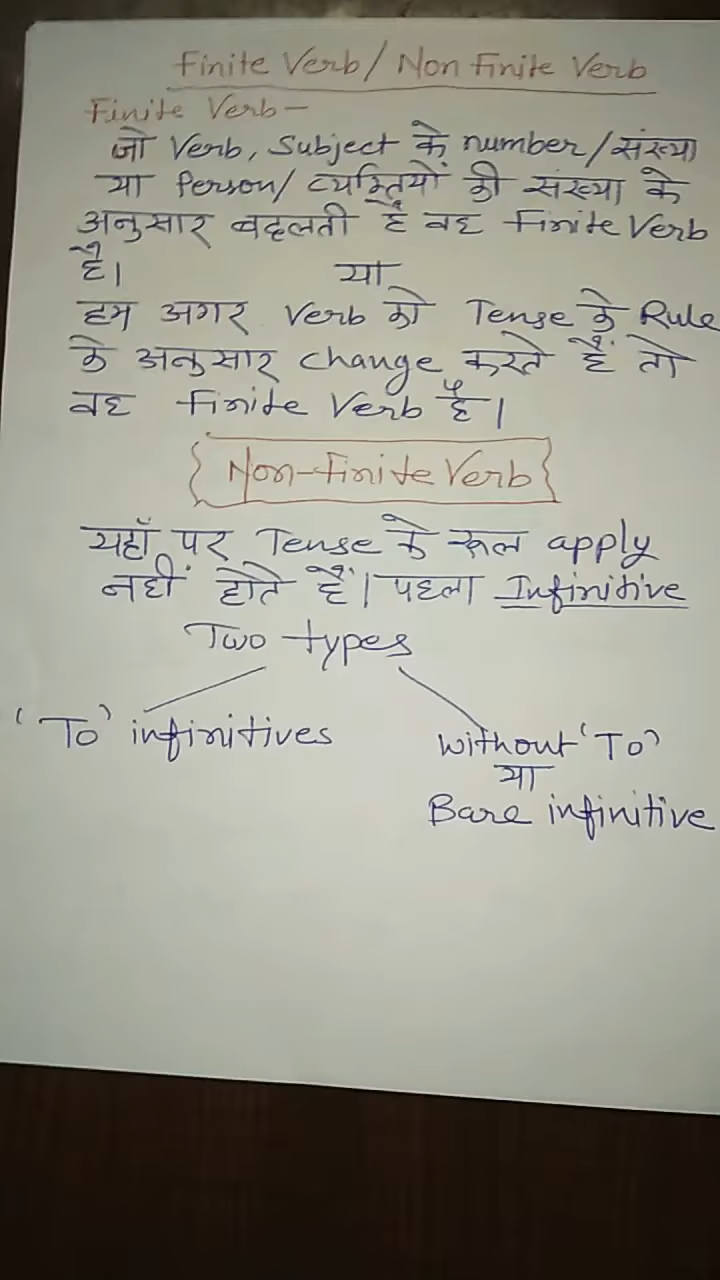 Finite Verb/Non Finite Verb
Finite Verb-
जो Verb, Subject के number/संख्या
या Person/ व्यक्तियों की संख्या के
अनुसार बदलती है वह Finite Verb
है। या
हम अगर Verb को Tense के Rule
के अनुसार change करते हैं तो
वह Finite Verb है।
{Non-Finite Verb}
यहाँ पर Tense के रूल apply
नहीं होते हैं। पहला Infinitive
Two types
'To' infinitives
without 'To'
या
Bare infinitive